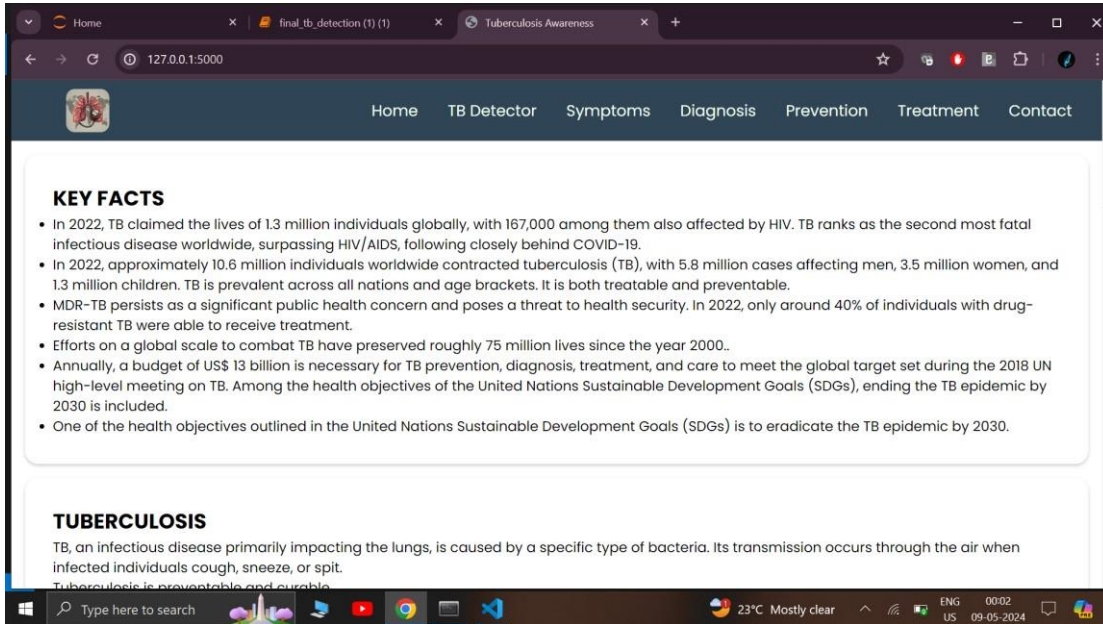 Home
final_tb_detection (1) (1)
Tuberculosis Awareness
127.0.0.1:5000
Home TB Detector Symptoms Diagnosis Prevention Treatment Contact
KEY FACTS
• In 2022, TB claimed the lives of 1.3 million individuals globally, with 167,000 among them also affected by HIV. TB ranks as the second most fatal
infectious disease worldwide, surpassing HIV/AIDS, following closely behind COVID-19.
• In 2022, approximately 10.6 million individuals worldwide contracted tuberculosis (TB), with 5.8 million cases affecting men, 3.5 million women, and
1.3 million children. TB is prevalent across all nations and age brackets. It is both treatable and preventable.
• MDR-TB persists as a significant public health concern and poses a threat to health security. In 2022, only around 40% of individuals with drug-
resistant TB were able to receive treatment.
• Efforts on a global scale to combat TB have preserved roughly 75 million lives since the year 2000..
• Annually, a budget of US$ 13 billion is necessary for TB prevention, diagnosis, treatment, and care to meet the global target set during the 2018 UN
high-level meeting on TB. Among the health objectives of the United Nations Sustainable Development Goals (SDGs), ending the TB epidemic by
2030 is included.
• One of the health objectives outlined in the United Nations Sustainable Development Goals (SDGs) is to eradicate the TB epidemic by 2030.
TUBERCULOSIS
TB, an infectious disease primarily impacting the lungs, is caused by a specific type of bacteria. Its transmission occurs through the air when
infected individuals cough, sneeze, or spit.
Tuberculosis is preventable and curable
Type here to search
23°C Mostly clear
ENG
US
00:02
09-05-2024